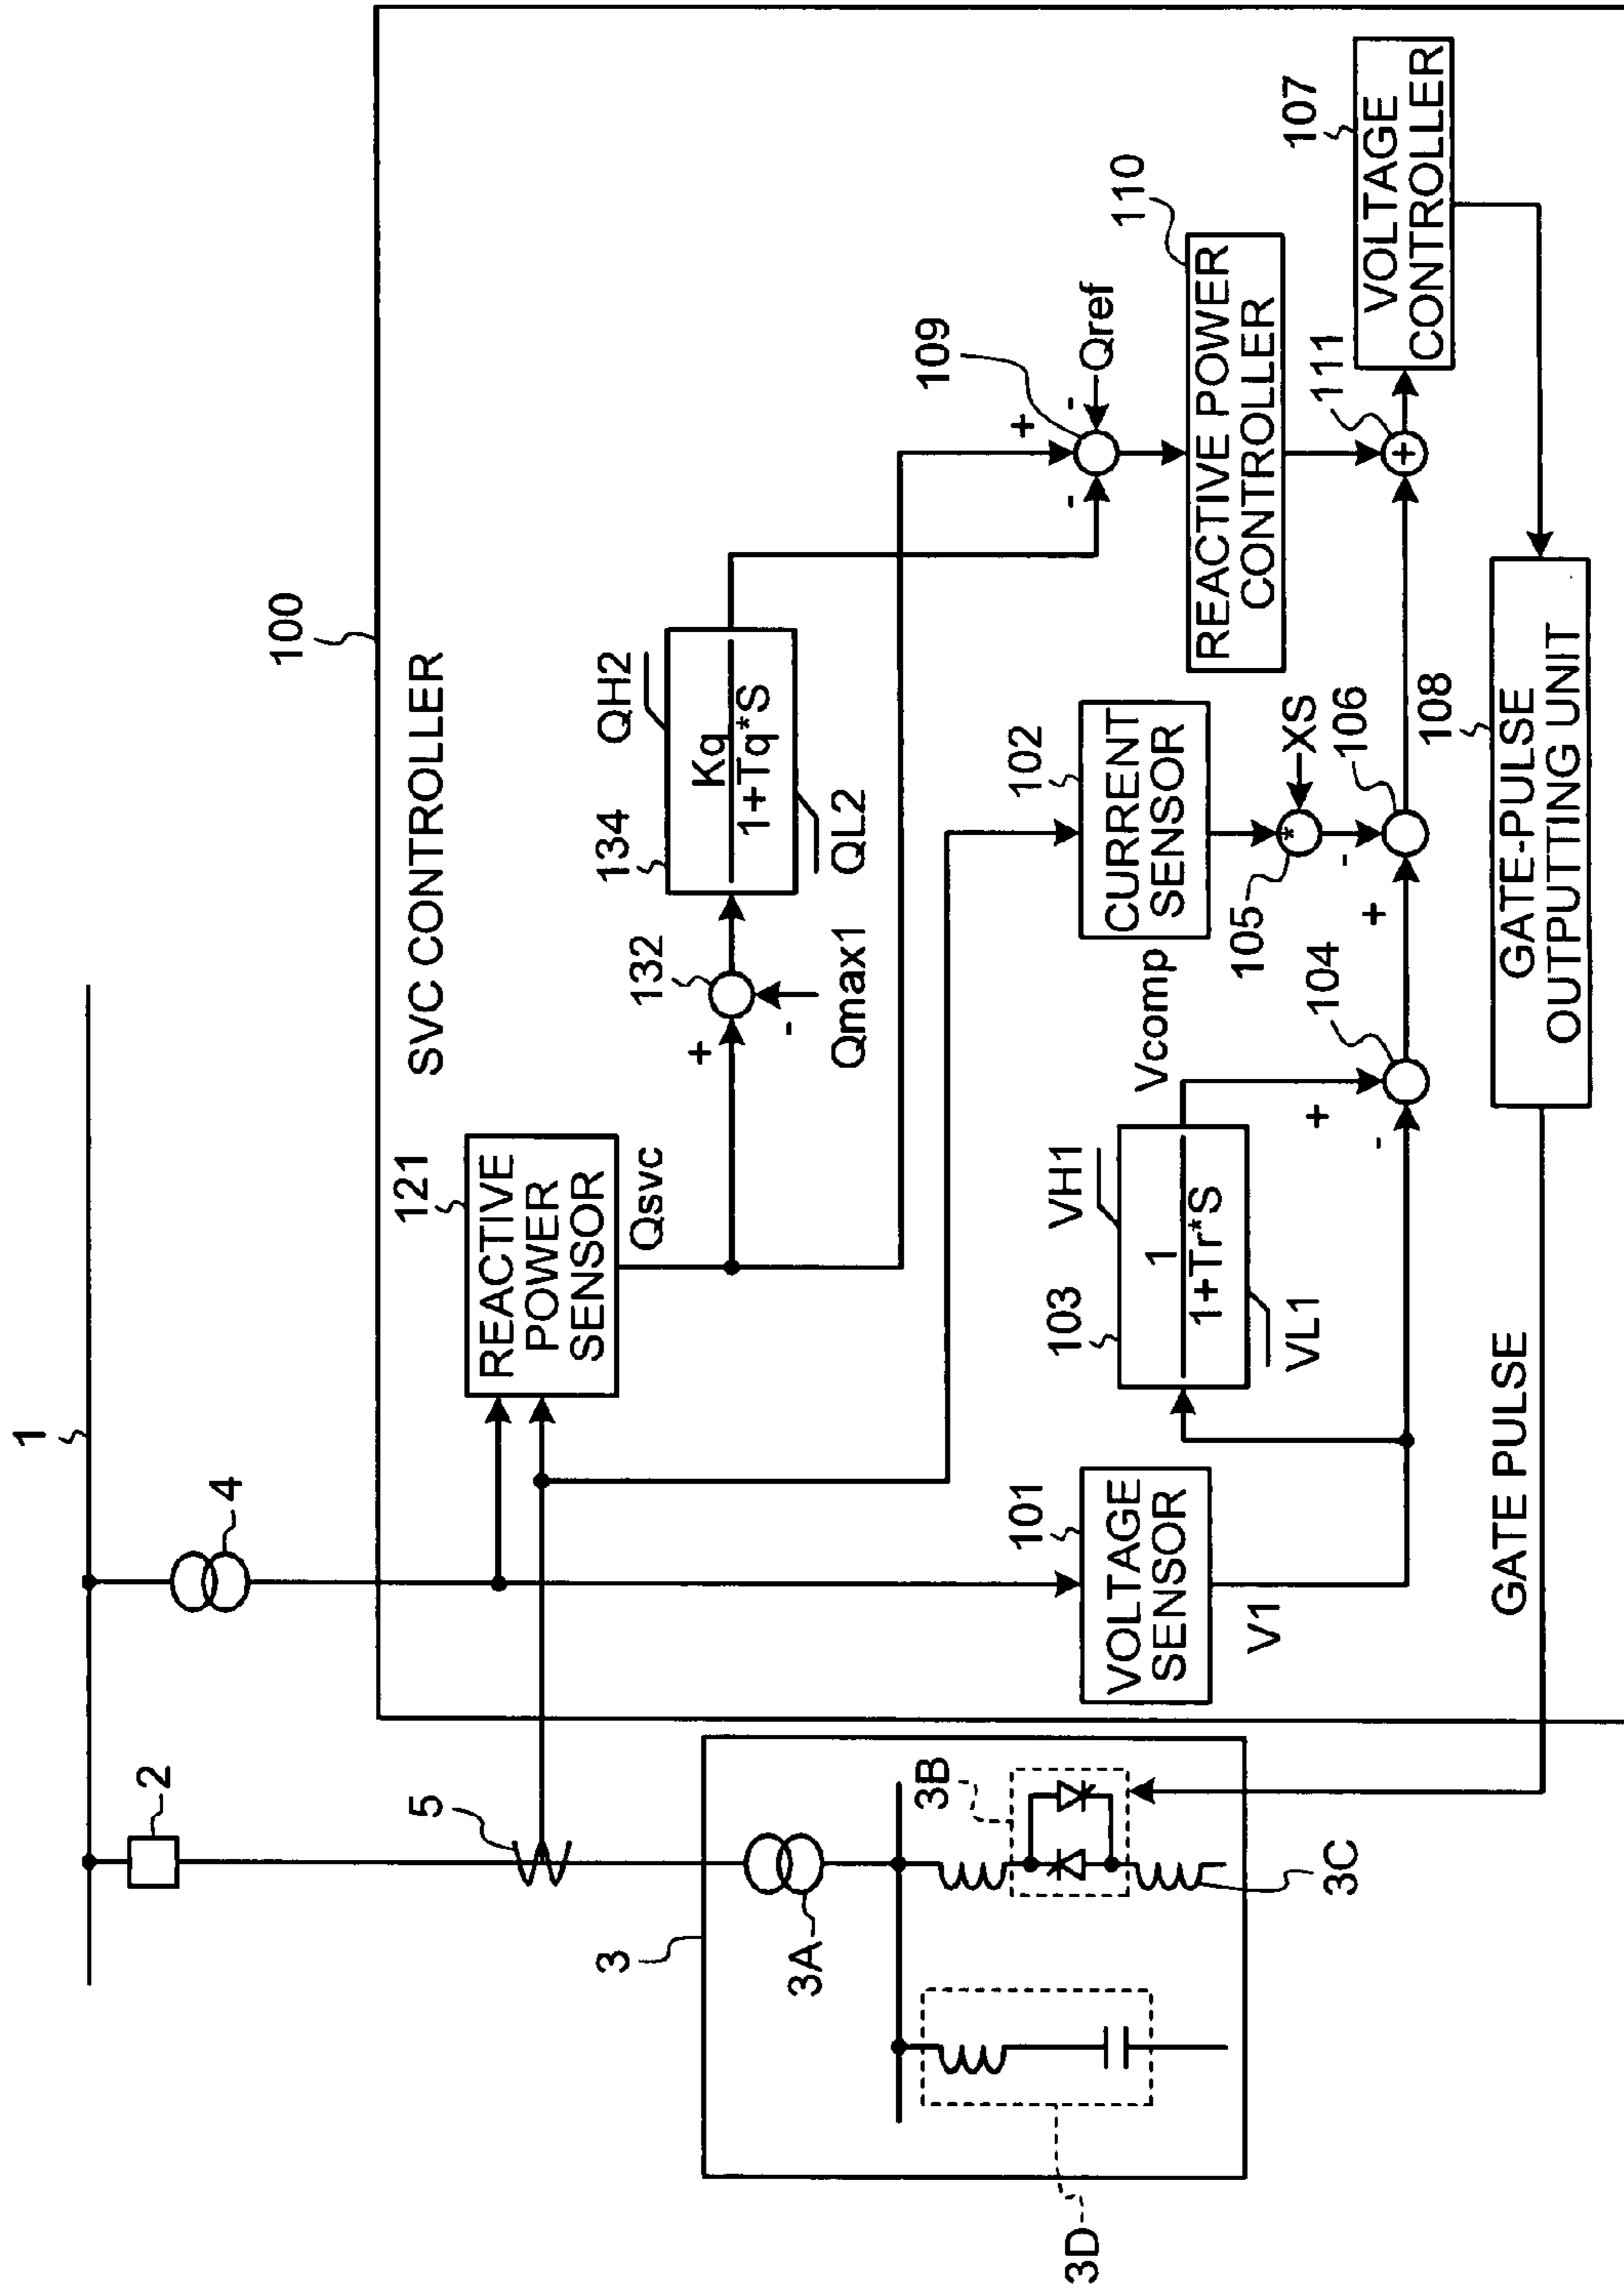 1
2
4
5
100
SVC CONTROLLER
121
REACTIVE
POWER
SENSOR
Qsvc
132
+
-
Qmax1
134
QH2
Kq
1+Tq*S
QL2
109
+
-
-
Qref
110
REACTIVE POWER
CONTROLLER
101
VOLTAGE
SENSOR
V1
103
VH1
1
1+Tr*S
VL1
Vcomp
104
+
-
102
CURRENT
SENSOR
105
*
XS
106
-
+
111
+
107
VOLTAGE
CONTROLLER
108
GATE-PULSE
OUTPUTTING UNIT
GATE PULSE
3
3A
3B
3C
3D